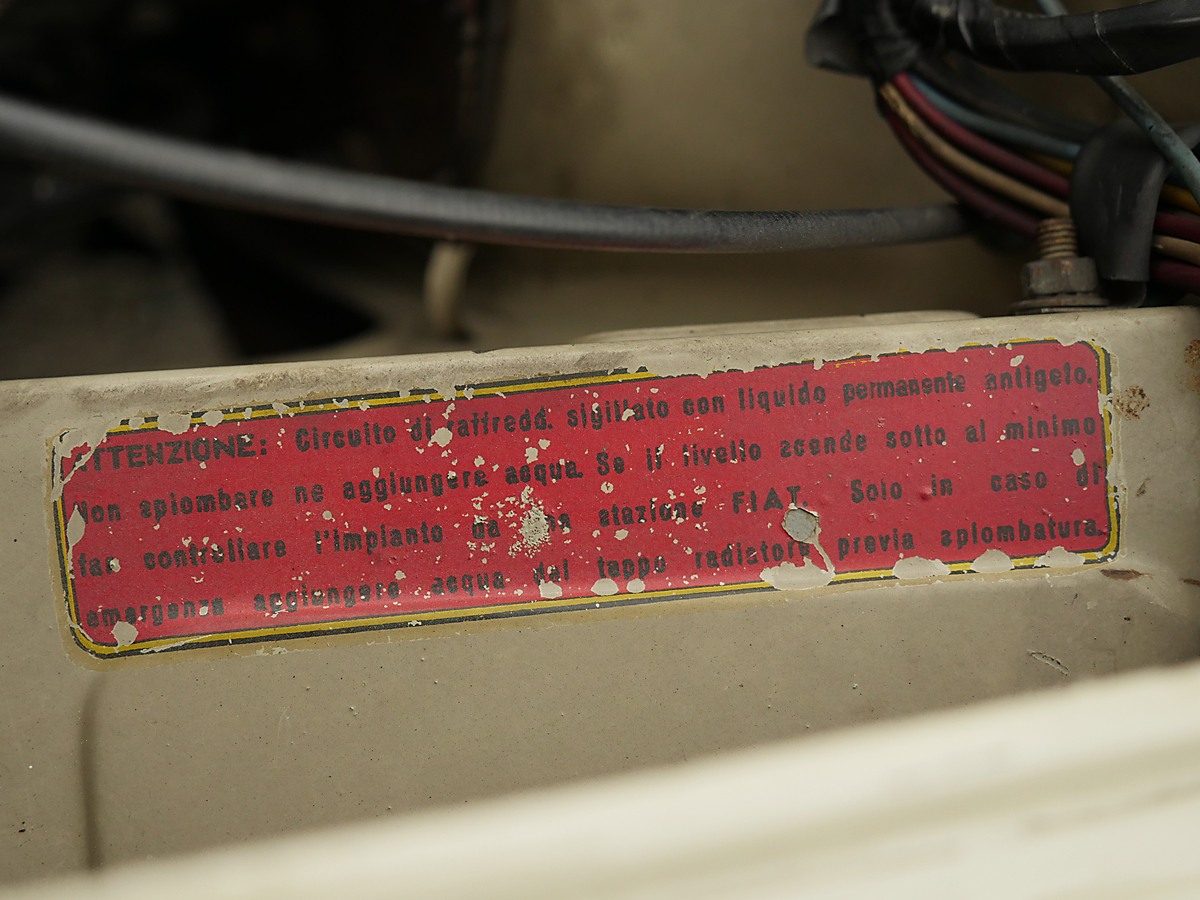 ATTENZIONE: Circuito di raffredd. sigillato con liquido permanente antigelo.
Non spiombare ne aggiungere acqua. Se il livello scende sotto al minimo
far controllare l'impianto da una stazione FIAT. Solo in caso di
emergenza aggiungere acqua dal tappo radiatore previa spiombatura.